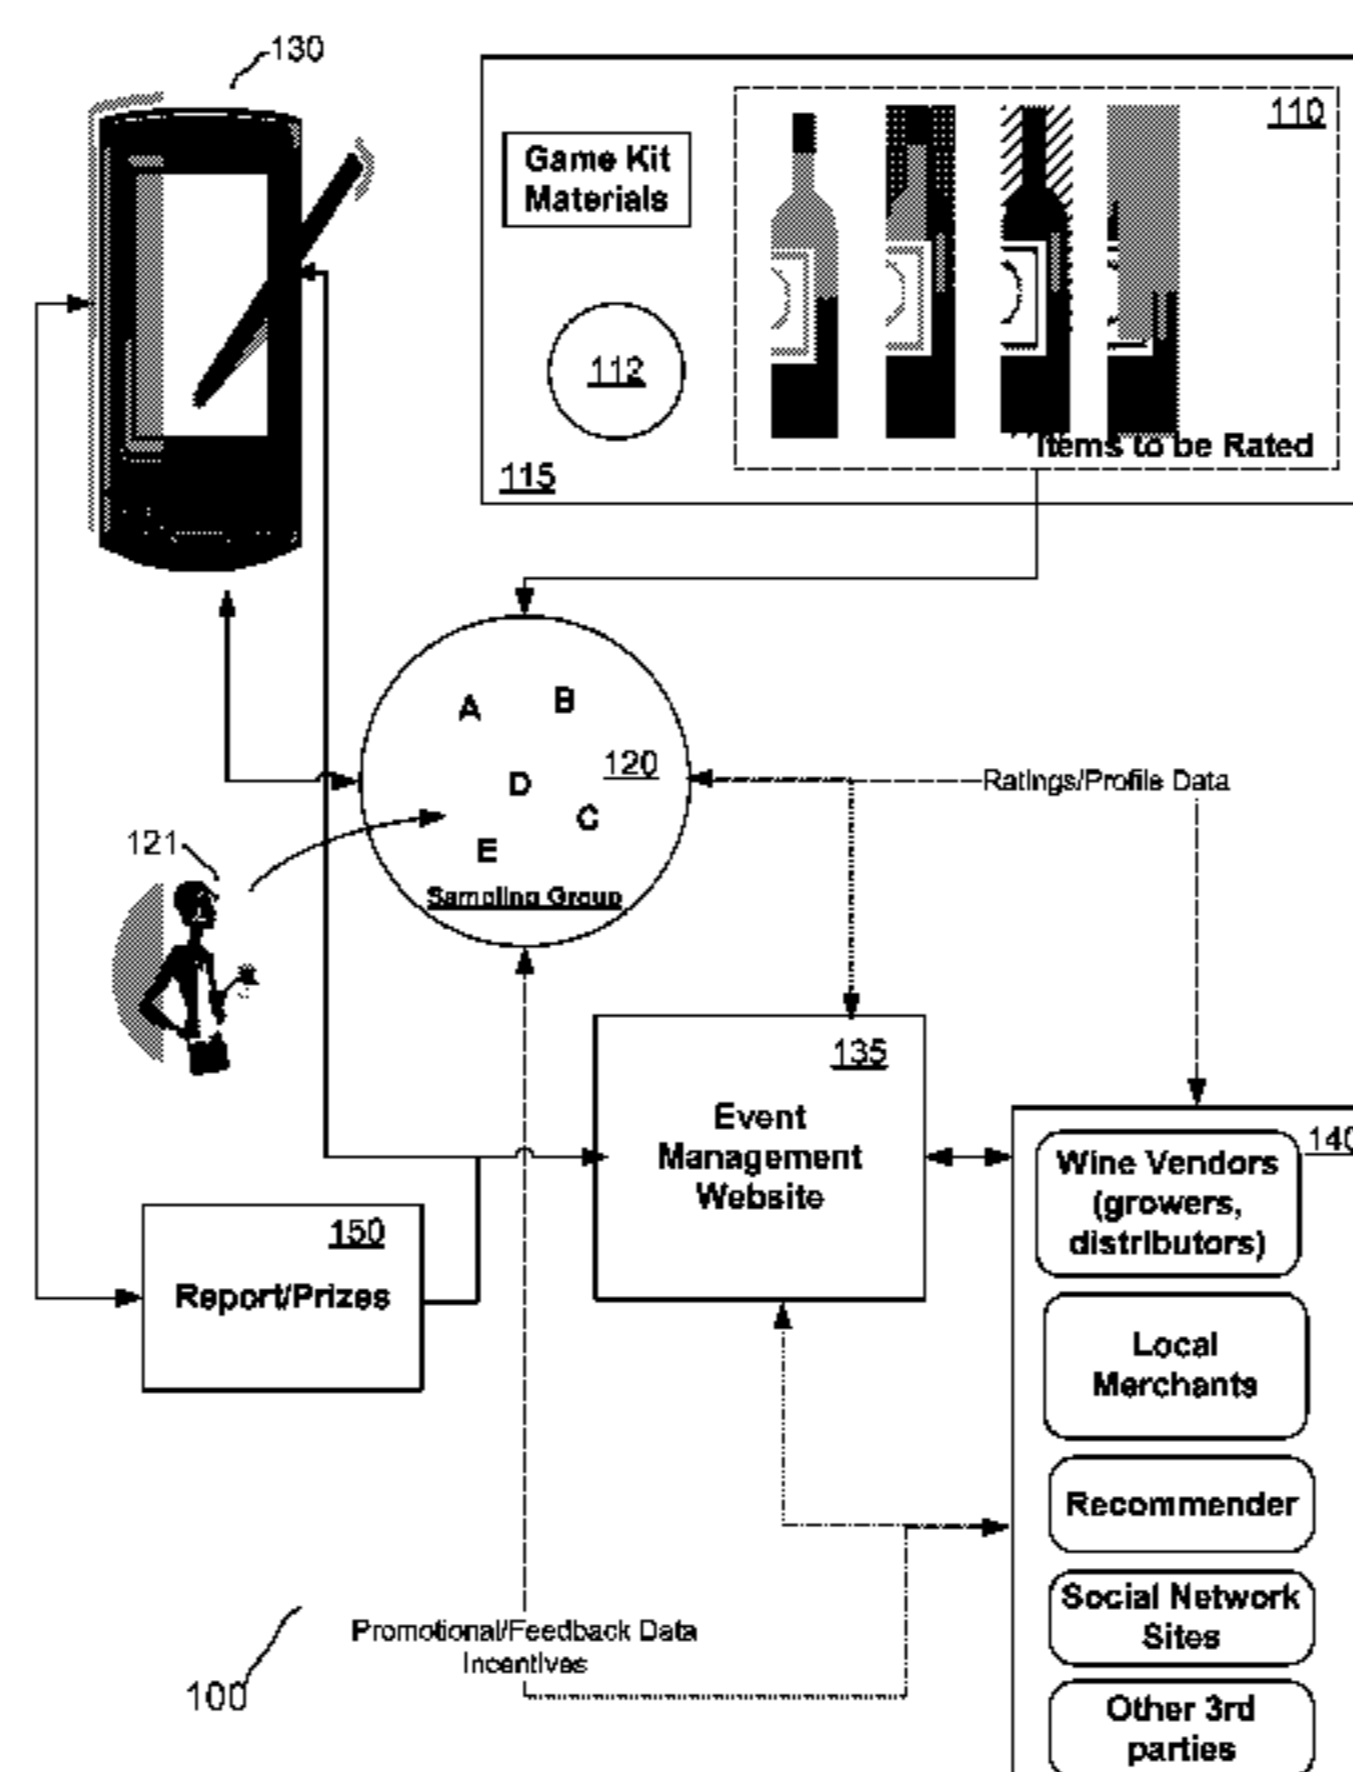 130
110
Game Kit
Materials
112
Items to be Rated
115
A
B
120
D
C
E
Sampling Group
Ratings/Profile Data
121
135
Event
Management
Website
140
Wine Vendors
(growers,
distributors)
150
Report/Prizes
Local
Merchants
Recommender
Social Network
Sites
Promotional/Feedback Data
Incentives
100
Other 3rd
parties